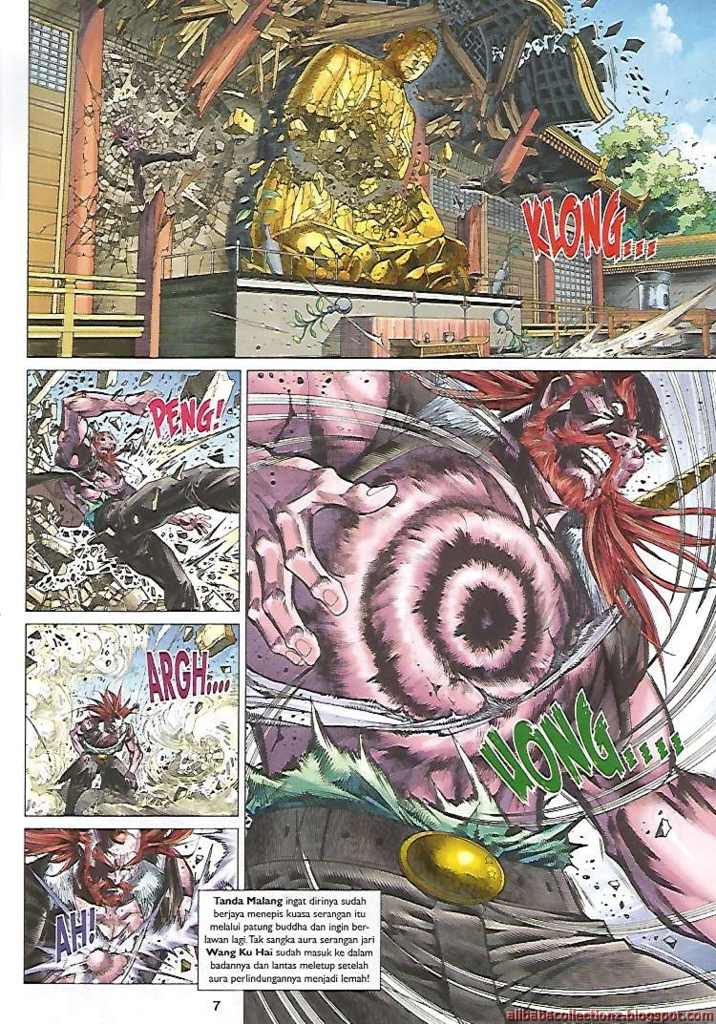 KLONG...
PENG!
UONG....
ARGH....
AH!
Tanda Malang ingat dirinya sudah
berjaya menepis kuasa serangan itu
melalui patung buddha dan ingin ber-
lawan lagi. Tak sangka aura serangan jari
Wang Ku Hai sudah masuk ke dalam
badannya dan lantas meletup setelah
aura perlindungannya menjadi lemah!
7
alibabacollectionz.blogspot.com